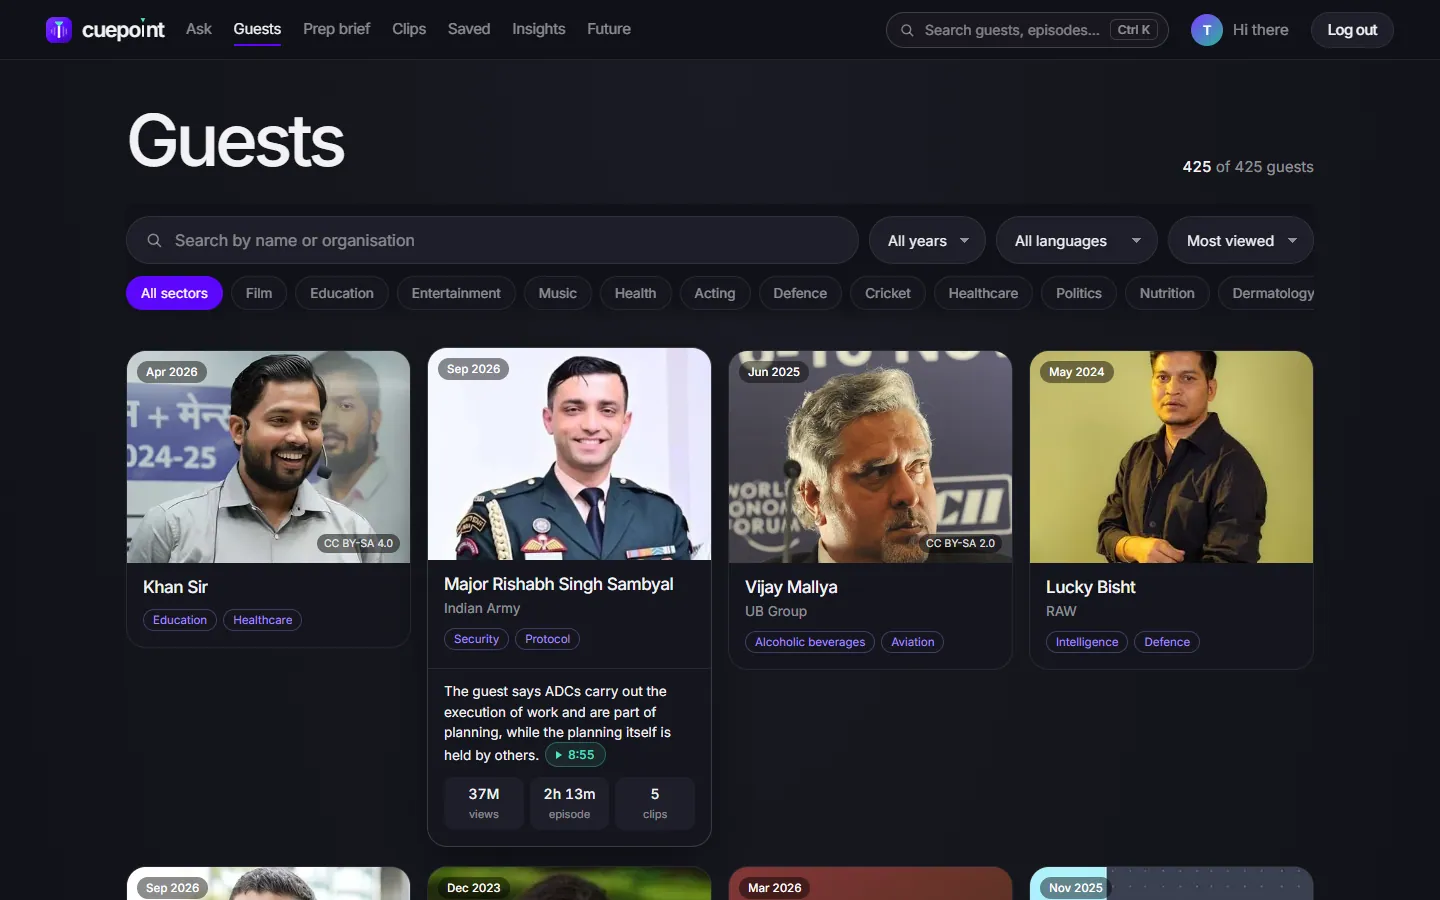 cuepoint
Ask
Guests
Prep brief
Clips
Saved
Insights
Future
Search guests, episodes...
Ctrl K
T
Hi there
Log out
Guests
425 of 425 guests
Search by name or organisation
All years
All languages
Most viewed
All sectors
Film
Education
Entertainment
Music
Health
Acting
Defence
Cricket
Healthcare
Politics
Nutrition
Dermatology
Apr 2026
024-25
CC BY-SA 4.0
Khan Sir
Education
Healthcare
Sep 2026
Major Rishabh Singh Sambyal
Indian Army
Security
Protocol
The guest says ADCs carry out the
execution of work and are part of
planning, while the planning itself is
held by others.
8:55
37M
views
2h 13m
episode
5
clips
Jun 2025
CII
CC BY-SA 2.0
Vijay Mallya
UB Group
Alcoholic beverages
Aviation
May 2024
Lucky Bisht
RAW
Intelligence
Defence
Sep 2026
Dec 2023
Mar 2026
Nov 2025